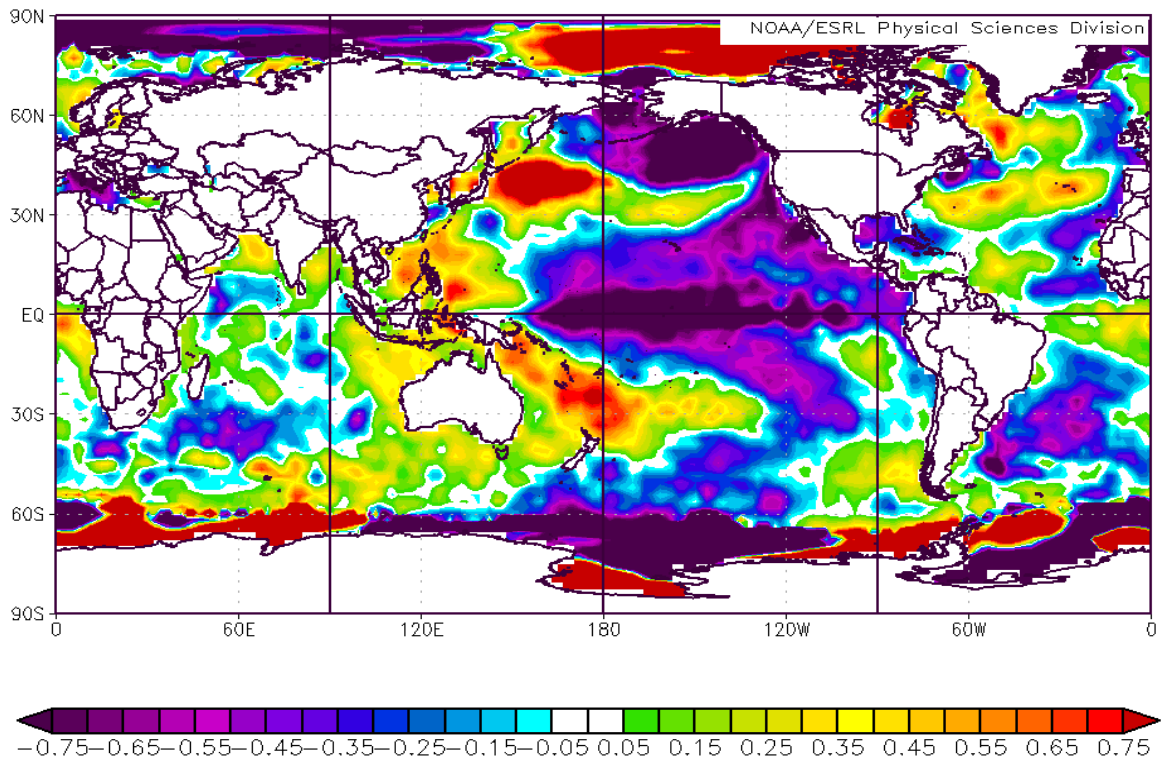 90N
NOAA/ESRL Physical Sciences Division
60N
30N
EQ
30S
60S
90S
0 60E 120E 180 120W 60W 0
-0.75 -0.65 -0.55 -0.45 -0.35 -0.25 -0.15 -0.05 0.05 0.15 0.25 0.35 0.45 0.55 0.65 0.75